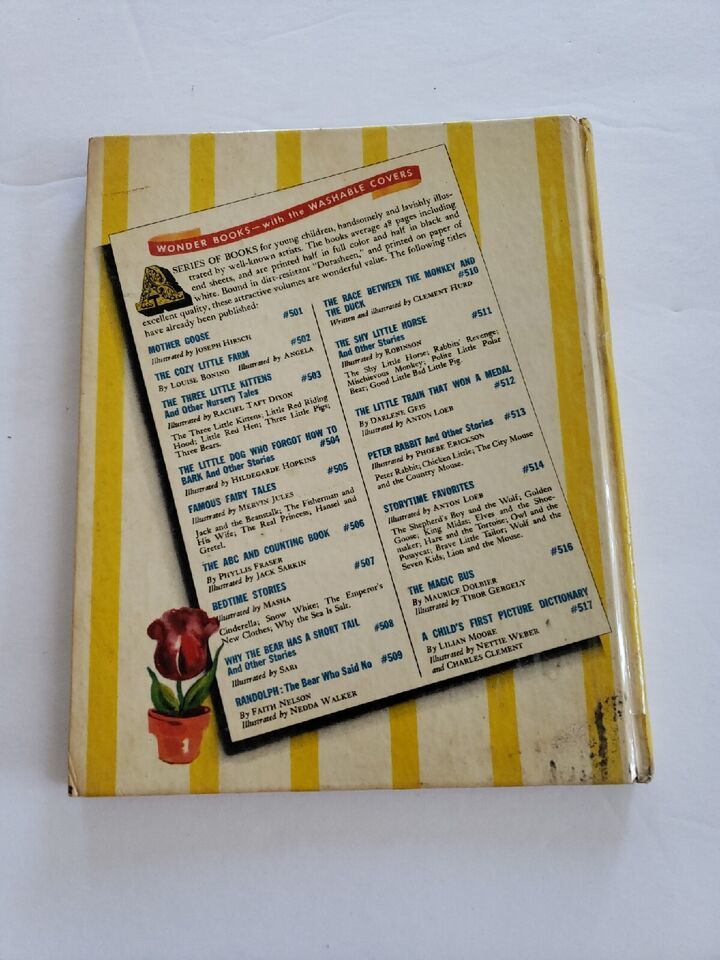 WONDER BOOKS—with the WASHABLE COVERS
A SERIES OF BOOKS for young children, handsomely and lavishly illus-
trated by well-known artists. The books average 48 pages including
end sheets, and are printed half in full color and half in black and
white. Bound in dirt-resistant "Durasheen," and printed on paper of
excellent quality, these attractive volumes are wonderful value. The following titles
have already been published:
MOTHER GOOSE #501
Illustrated by JOSEPH HIRSCH
THE COZY LITTLE FARM #502
By LOUISE BONINO Illustrated by ANGELA
THE THREE LITTLE KITTENS #503
And Other Nursery Tales
Illustrated by RACHEL TAFT DIXON
The Three Little Kittens; Little Red Riding
Hood; Little Red Hen; Three Little Pigs;
Three Bears.
THE LITTLE DOG WHO FORGOT HOW TO
BARK And Other Stories #504
Illustrated by HILDEGARDE HOPKINS
FAMOUS FAIRY TALES #505
Illustrated by MERVIN JULES
Jack and the Beanstalk; The Fisherman and
His Wife; The Real Princess, Hansel and
Gretel.
THE ABC AND COUNTING BOOK #506
By PHYLLIS FRASER
Illustrated by JACK SARKIN
BEDTIME STORIES #507
Illustrated by MASHA
Cinderella; Snow White; The Emperor's
New Clothes; Why the Sea Is Salt.
WHY THE BEAR HAS A SHORT TAIL #508
And Other Stories
Illustrated by SARI
RANDOLPH: The Bear Who Said No #509
By FAITH NELSON
Illustrated by NEDDA WALKER
THE RACE BETWEEN THE MONKEY AND
THE DUCK #510
Written and illustrated by CLEMENT HURD
THE SHY LITTLE HORSE #511
And Other Stories
Illustrated by ROBINSON
The Shy Little Horse; Rabbits' Revenge;
Mischievous Monkey; Polite Little Polar
Bear; Good Little Bad Little Pig.
THE LITTLE TRAIN THAT WON A MEDAL
By DARLENE GEIS #512
Illustrated by ANTON LOEB
PETER RABBIT And Other Stories #513
Illustrated by PHOEBE ERICKSON
Peter Rabbit; Chicken Little; The City Mouse
and the Country Mouse.
STORYTIME FAVORITES #514
Illustrated by ANTON LOEB
The Shepherd's Boy and the Wolf; Golden
Goose; King Midas; Elves and the Shoe-
maker; Hare and the Tortoise; Owl and the
Pussycat; Brave Little Tailor; Wolf and the
Seven Kids; Lion and the Mouse.
THE MAGIC BUS #516
By MAURICE DOLBIER
Illustrated by TIBOR GERGELY
A CHILD'S FIRST PICTURE DICTIONARY
By LILIAN MOORE #517
Illustrated by NETTIE WEBER
and CHARLES CLEMENT